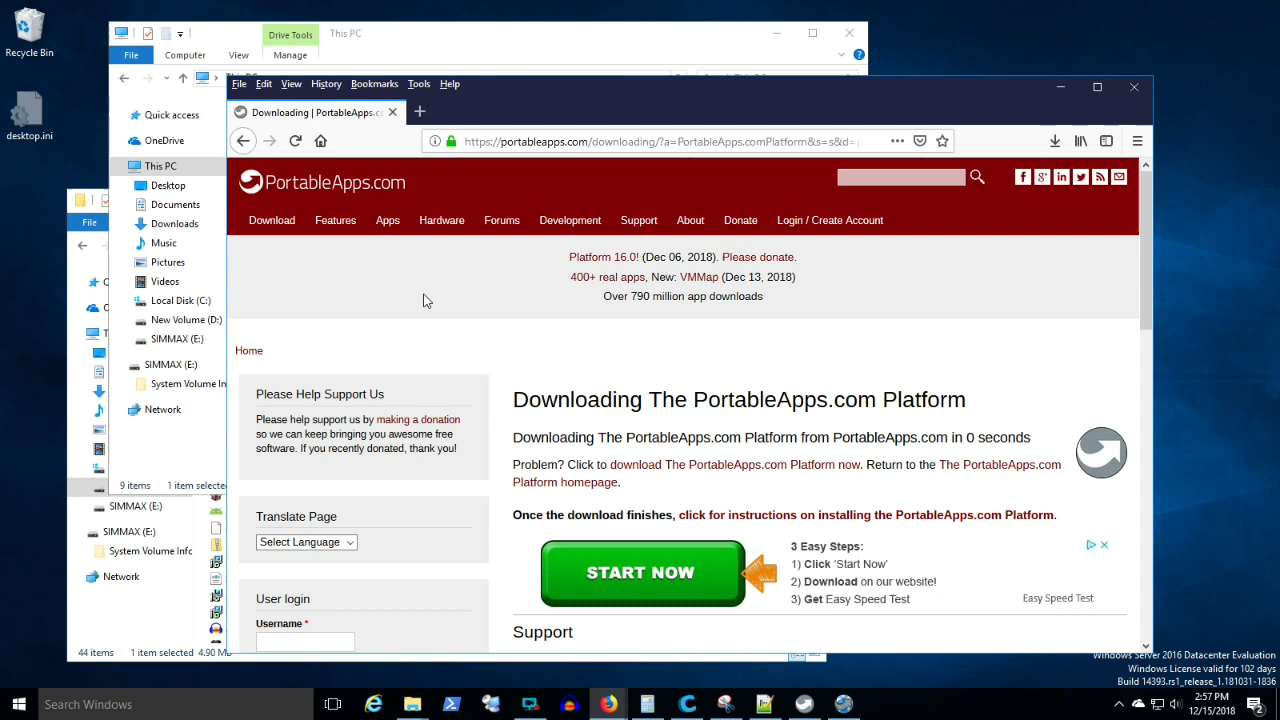 Recycle Bin
desktop.ini
Drive Tools
This PC
File
Computer
View
Manage
Quick access
OneDrive
This PC
Desktop
Documents
Downloads
Music
Pictures
Videos
Local Disk (C:)
New Volume (D:)
SIMMAX (E:)
SIMMAX (E:)
System Volume In
Network
9 items
1 item selected
File
SIMMAX (E:)
SIMMAX (E:)
System Volume Info
Network
44 items
1 item selected 4.90 MB
File Edit View History Bookmarks Tools Help
Downloading | PortableApps.cc
https://portableapps.com/downloading/?a=PortableApps.comPlatform&s=s&d=
PortableApps.com
Download Features Apps Hardware Forums Development Support About Donate Login / Create Account
Platform 16.0! (Dec 06, 2018). Please donate.
400+ real apps, New: VMMap (Dec 13, 2018)
Over 790 million app downloads
Home
Please Help Support Us
Please help support us by making a donation
so we can keep bringing you awesome free
software. If you recently donated, thank you!
Translate Page
Select Language
User login
Username *
Downloading The PortableApps.com Platform
Downloading The PortableApps.com Platform from PortableApps.com in 0 seconds
Problem? Click to download The PortableApps.com Platform now. Return to the The PortableApps.com
Platform homepage.
Once the download finishes, click for instructions on installing the PortableApps.com Platform.
START NOW
3 Easy Steps:
1) Click 'Start Now'
2) Download on our website!
3) Get Easy Speed Test
Easy Speed Test
Support
Windows Server 2016 Datacenter Evaluation
Windows License valid for 102 days
Build 14393.rs1_release_1.181031-1836
Search Windows
2:57 PM
12/15/2018
2